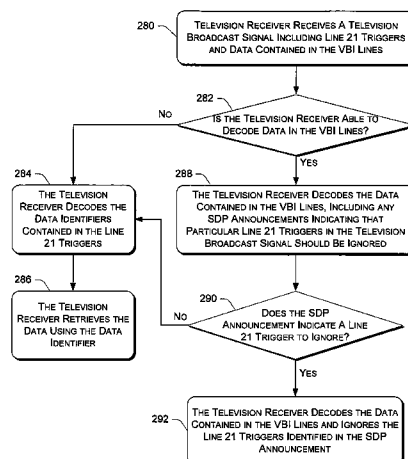 280
TELEVISION RECEIVER RECEIVES A TELEVISION
BROADCAST SIGNAL INCLUDING LINE 21 TRIGGERS
AND DATA CONTAINED IN THE VBI LINES
282
NO
IS THE TELEVISION RECEIVER ABLE TO
DECODE DATA IN THE VBI LINES?
YES
284
THE TELEVISION
RECEIVER DECODES THE
DATA IDENTIFIERS
CONTAINED IN THE LINE
21 TRIGGERS
288
THE TELEVISION RECEIVER DECODES THE DATA
CONTAINED IN THE VBI LINES, INCLUDING ANY
SDP ANNOUNCEMENTS INDICATING THAT
PARTICULAR LINE 21 TRIGGERS IN THE TELEVISION
BROADCAST SIGNAL SHOULD BE IGNORED
286
THE TELEVISION
RECEIVER RETRIEVES THE
DATA USING THE DATA
IDENTIFIER
290
NO
DOES THE SDP
ANNOUNCEMENT INDICATE A LINE
21 TRIGGER TO IGNORE?
YES
292
THE TELEVISION RECEIVER DECODES THE DATA
CONTAINED IN THE VBI LINES AND IGNORES THE
LINE 21 TRIGGERS IDENTIFIED IN THE SDP
ANNOUNCEMENT